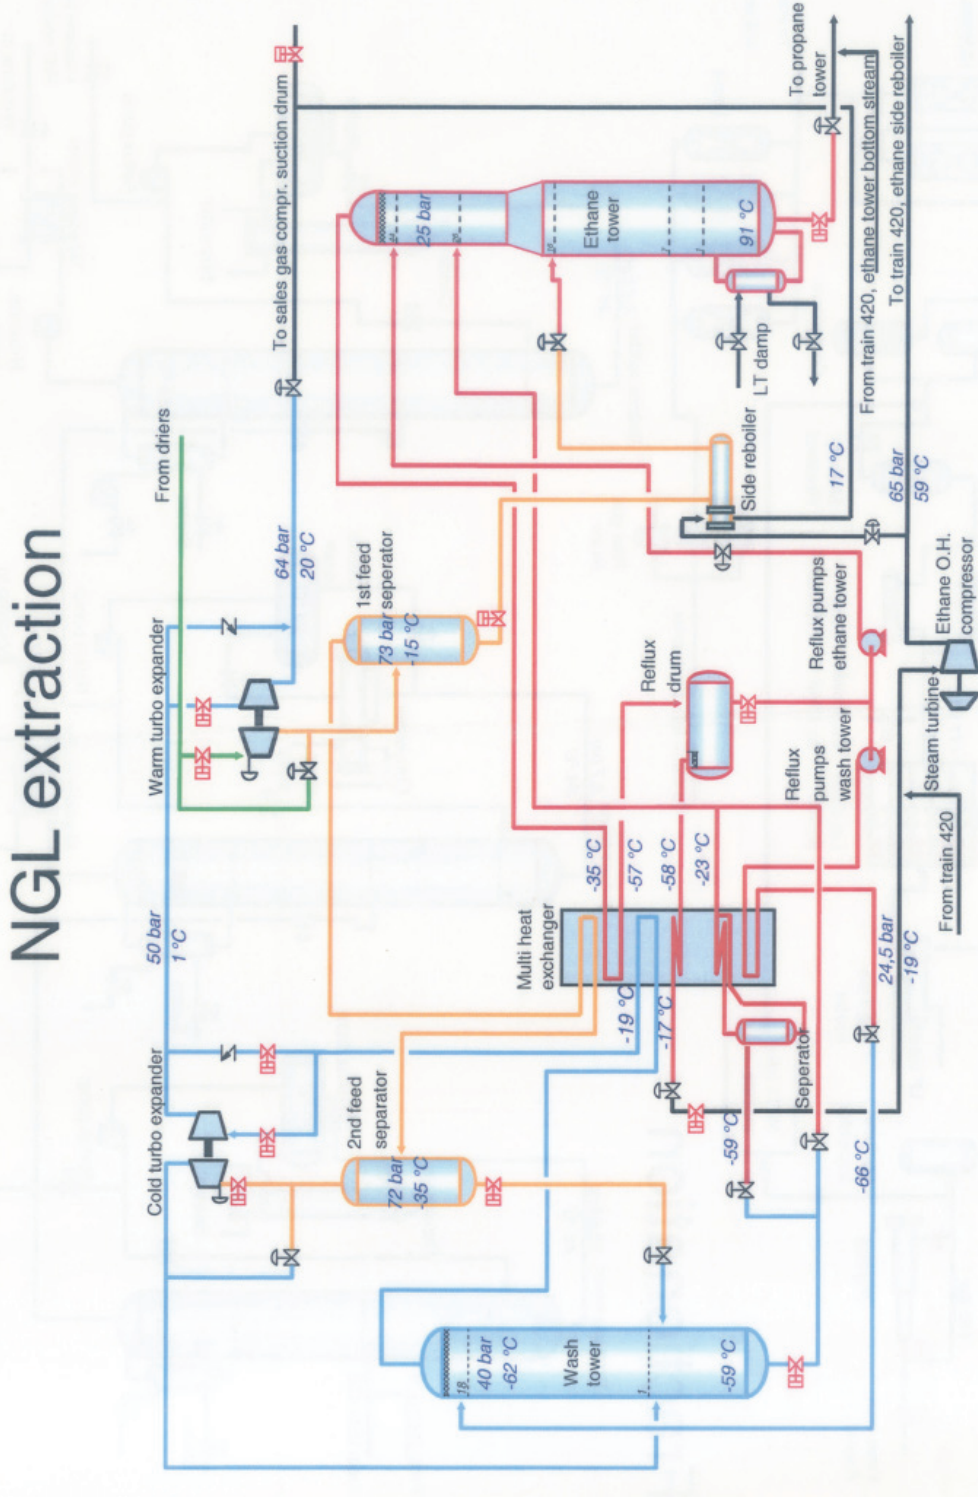 NGL extraction
Cold turbo expander
50 bar
1 °C
Warm turbo expander
From driers
64 bar
20 °C
To sales gas compr. suction drum
2nd feed
separator
72 bar
-35 °C
1st feed
seperator
73 bar
-15 °C
18
40 bar
-62 °C
Wash
tower
1
-59 °C
Multi heat
exchanger
-35 °C
-57 °C
-58 °C
-23 °C
-19 °C
-17 °C
Seperator
-59 °C
-66 °C
Reflux
drum
Reflux
pumps
wash tower
Reflux pumps
ethane tower
Side reboiler
25 bar
Ethane
tower
91 °C
LT damp
17 °C
To propane
tower
From train 420, ethane tower bottom stream
To train 420, ethane side reboiler
65 bar
59 °C
24,5 bar
-19 °C
From train 420
Steam turbine
Ethane O.H.
compressor